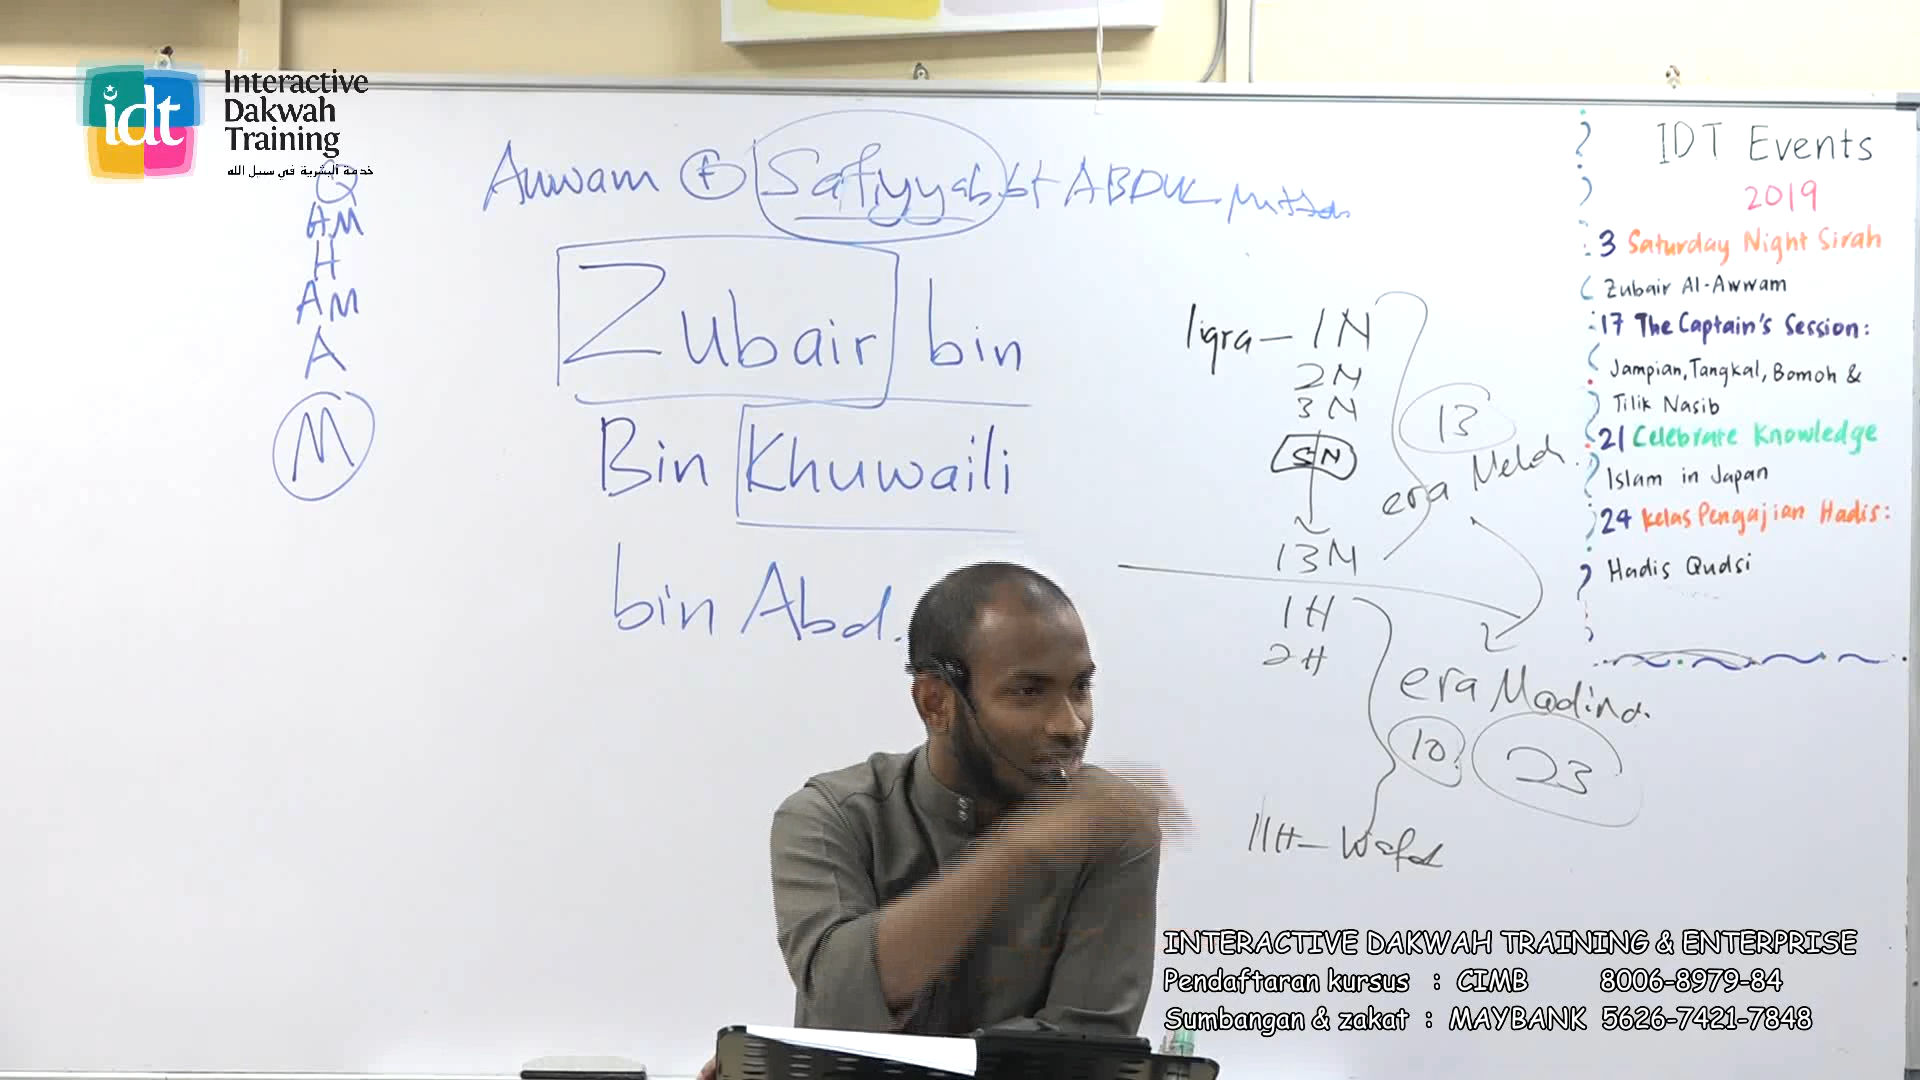 idt
Interactive
Dakwah
Training
خدمة البشرية في سبيل الله
Q
AM
H
AM
A
M
Awwam + Safiyyah bt ABDUL
Zubair bin
Bin Khuwaili
bin Abd.
Iqra - 1N
2N
3N
5N
13N
13
era
1H
2H
era Madina.
10
23
11H - Wafat
IDT Events
2019
3 Saturday Night Sirah
Zubair Al-Awwam
17 The Captain's Session:
Jampian, Tangkal, Bomoh &
Tilik Nasib
21 Celebrate Knowledge
Islam in Japan
24 Kelas Pengajian Hadis:
Hadis Qudsi
INTERACTIVE DAKWAH TRAINING & ENTERPRISE
Pendaftaran kursus : CIMB 8006-8979-84
Sumbangan & zakat : MAYBANK 5626-7421-7848